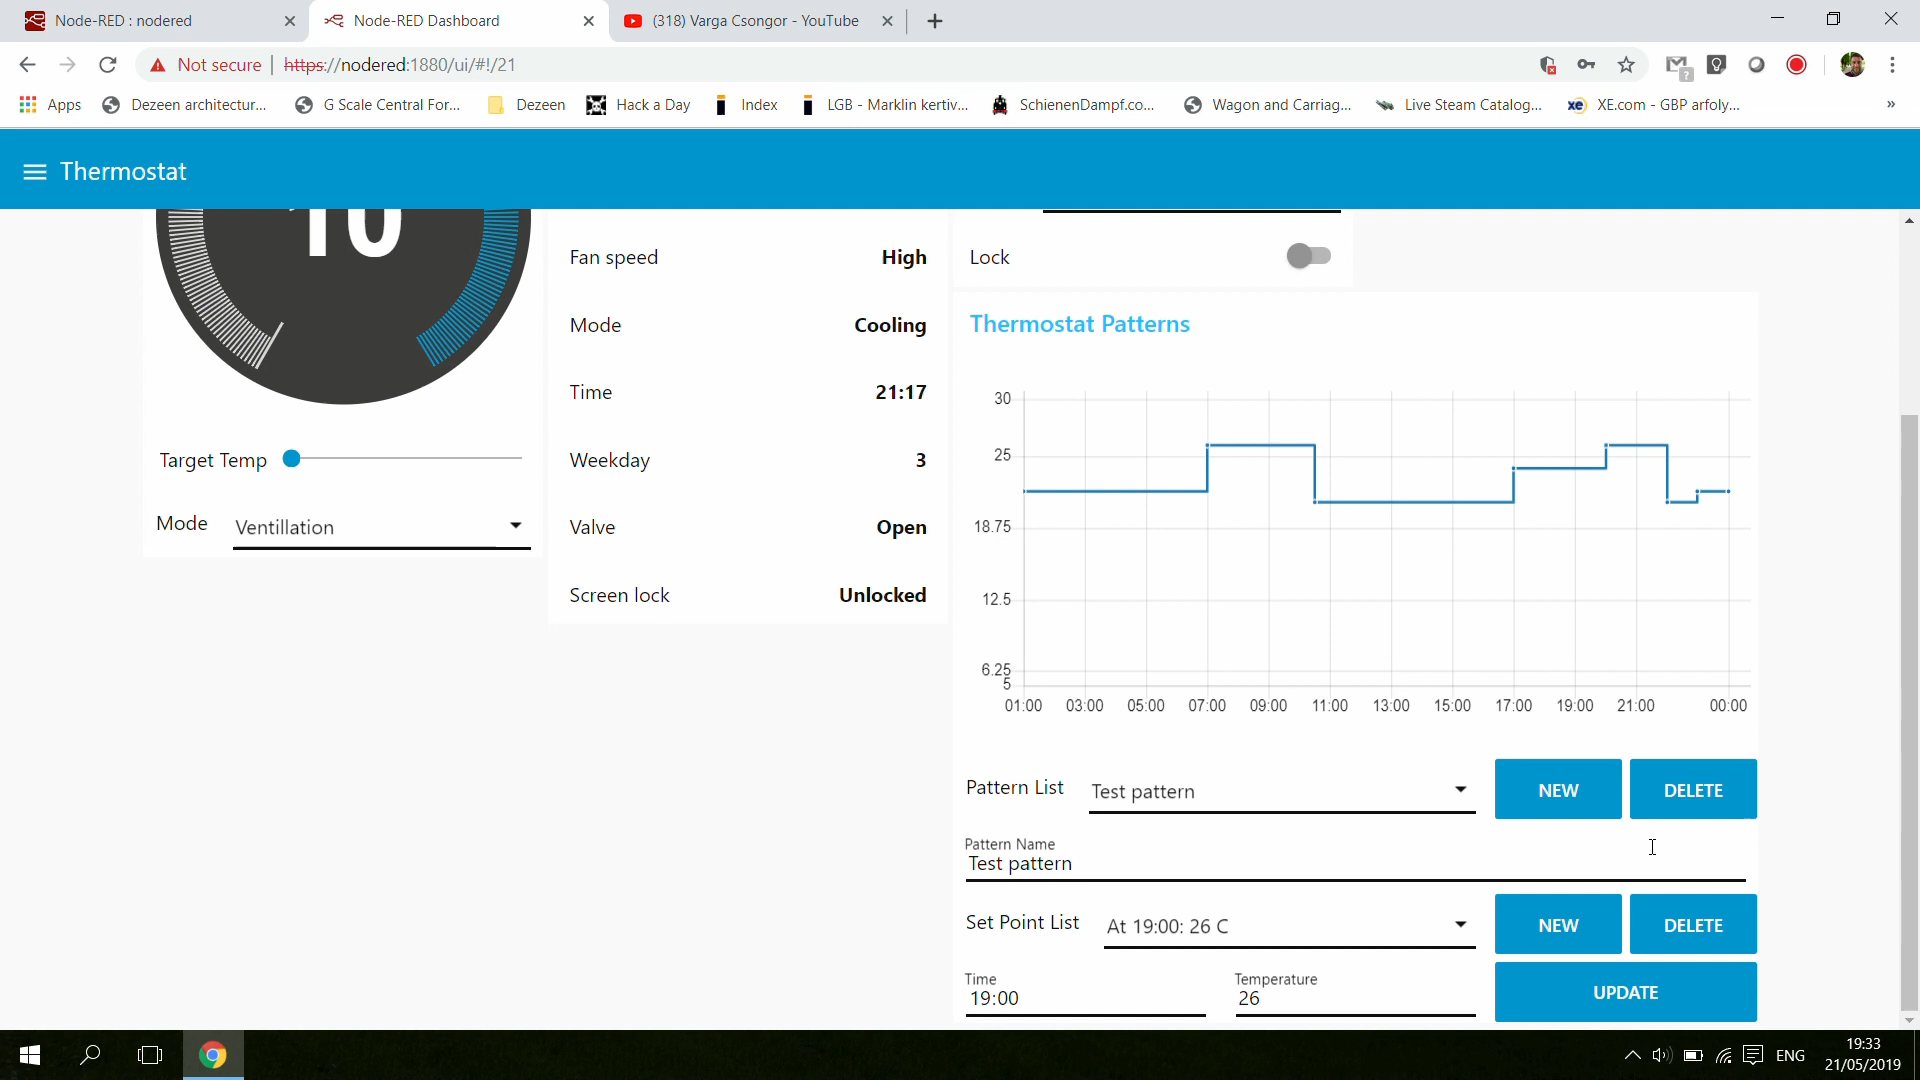 Node-RED : nodered
Node-RED Dashboard
(318) Varga Csongor - YouTube
Not secure
https://nodered:1880/ui/#!/21
Apps
Dezeen architectur...
G Scale Central For...
Dezeen
Hack a Day
Index
LGB - Marklin kertiv...
SchienenDampf.co...
Wagon and Carriag...
Live Steam Catalog...
xe
XE.com - GBP arfoly...
»
Thermostat
10
Target Temp
Mode
Ventillation
Fan speed
High
Mode
Cooling
Time
21:17
Weekday
3
Valve
Open
Screen lock
Unlocked
Lock
Thermostat Patterns
30
25
18.75
12.5
6.25
5
01:00 03:00 05:00 07:00 09:00 11:00 13:00 15:00 17:00 19:00 21:00 00:00
Pattern List
Test pattern
NEW
DELETE
Pattern Name
Test pattern
Set Point List
At 19:00: 26 C
NEW
DELETE
Time
19:00
Temperature
26
UPDATE
ENG
19:33
21/05/2019